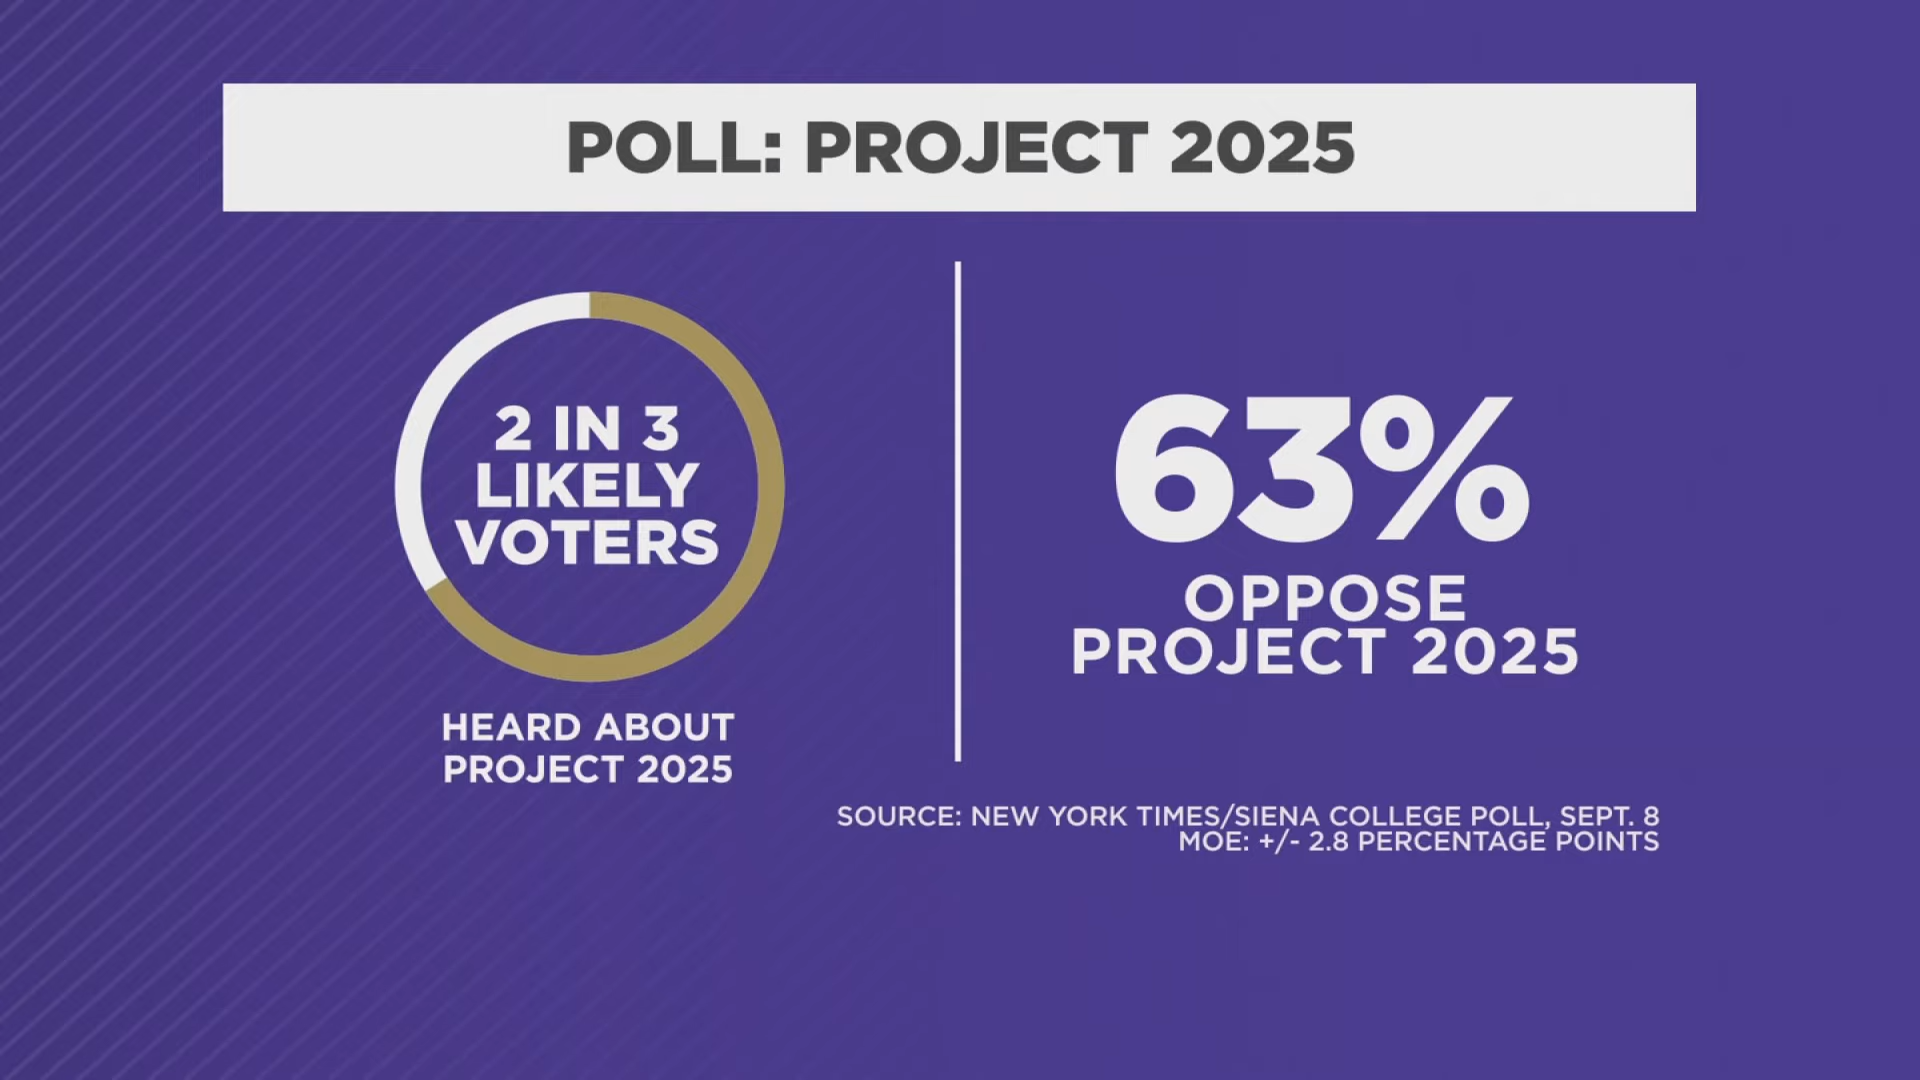 POLL: PROJECT 2025
2 IN 3
LIKELY
VOTERS
HEARD ABOUT
PROJECT 2025
63%
OPPOSE
PROJECT 2025
SOURCE: NEW YORK TIMES/SIENA COLLEGE POLL, SEPT. 8
MOE: +/- 2.8 PERCENTAGE POINTS